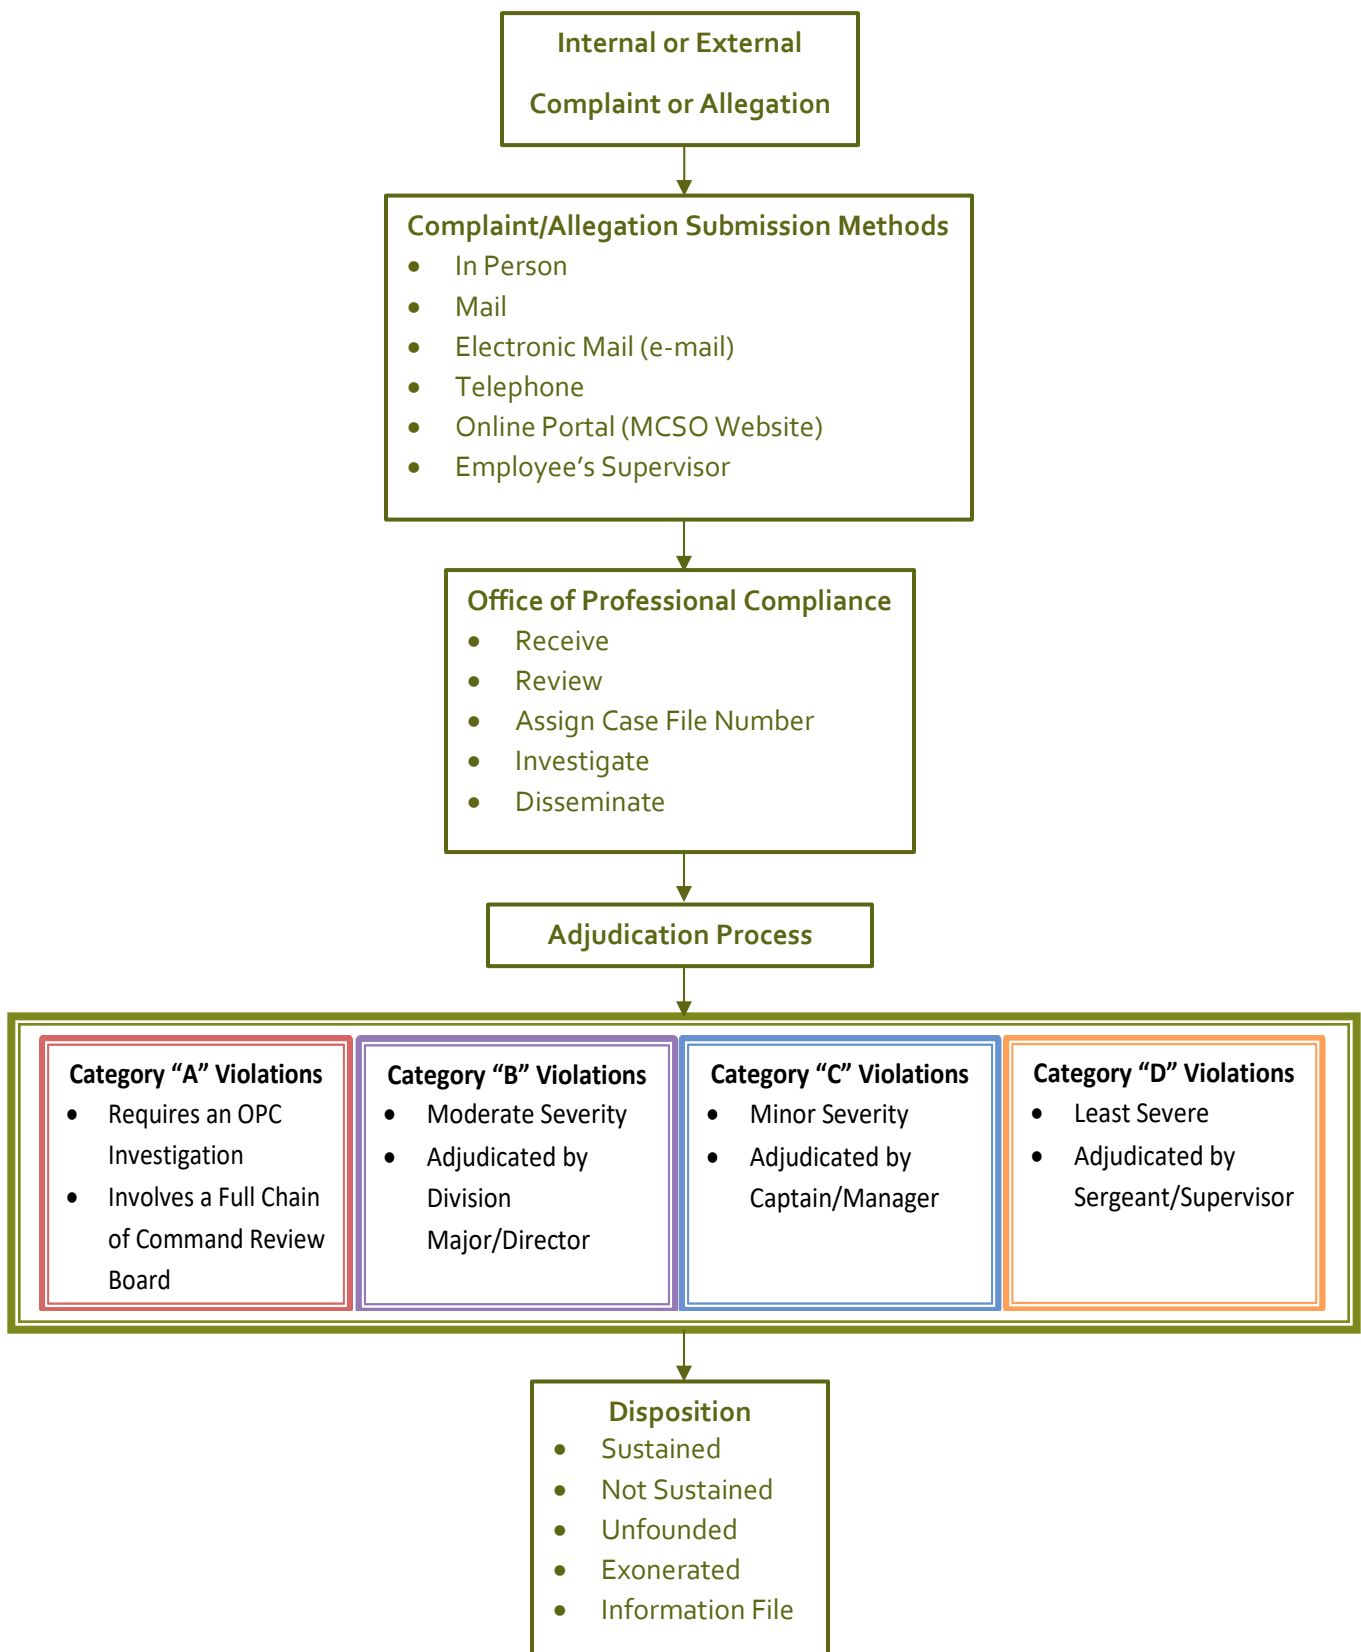 Internal or External
Complaint or Allegation
Complaint/Allegation Submission Methods
• In Person
• Mail
• Electronic Mail (e-mail)
• Telephone
• Online Portal (MCSO Website)
• Employee’s Supervisor
Office of Professional Compliance
• Receive
• Review
• Assign Case File Number
• Investigate
• Disseminate
Adjudication Process
Category “A” Violations
• Requires an OPC
Investigation
• Involves a Full Chain
of Command Review
Board
Category “B” Violations
• Moderate Severity
• Adjudicated by
Division
Major/Director
Category “C” Violations
• Minor Severity
• Adjudicated by
Captain/Manager
Category “D” Violations
• Least Severe
• Adjudicated by
Sergeant/Supervisor
Disposition
• Sustained
• Not Sustained
• Unfounded
• Exonerated
• Information File